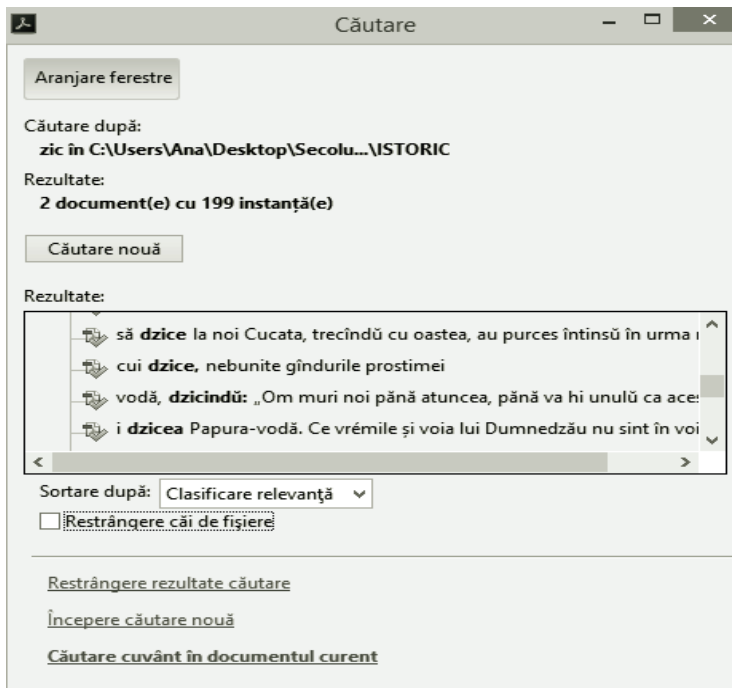 Căutare
Aranjare ferestre
Căutare după:
zic în C:\Users\Ana\Desktop\Secolu...\ISTORIC
Rezultate:
2 document(e) cu 199 instanță(e)
Căutare nouă
Rezultate:
să dzice la noi Cucata, trecîndŭ cu oastea, au purces întinsŭ în urma
cui dzice, nebunite gîndurile prostimei
vodă, dzicindŭ: „Om muri noi pănă atuncea, pănă va hi unulŭ ca aces
i dzicea Papura-vodă. Ce vrémile și voia lui Dumnedzău nu sint în voi
Sortare după: Clasificare relevanţă
Restrângere căi de fişiere
Restrângere rezultate căutare
Începere căutare nouă
Căutare cuvânt în documentul curent